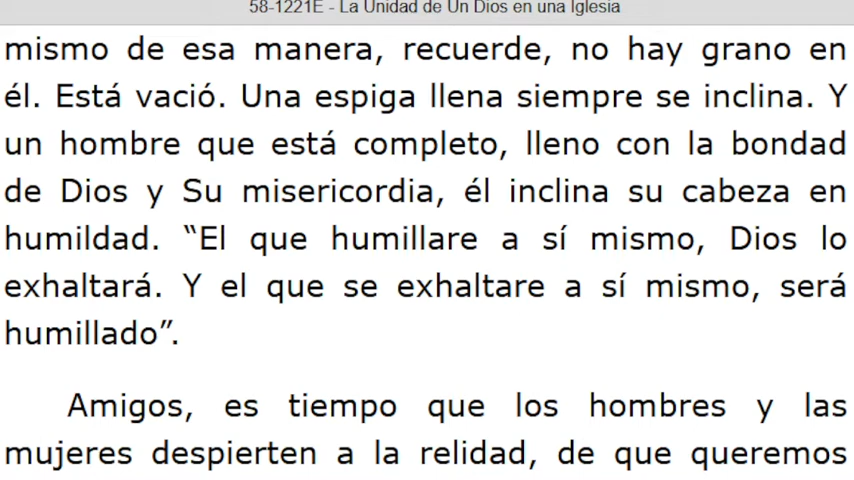 58-1221E - La Unidad de Un Dios en una Iglesia
mismo de esa manera, recuerde, no hay grano en
él. Está vació. Una espiga llena siempre se inclina. Y
un hombre que está completo, lleno con la bondad
de Dios y Su misericordia, él inclina su cabeza en
humildad. “El que humillare a sí mismo, Dios lo
exhaltará. Y el que se exhaltare a sí mismo, será
humillado”.
Amigos, es tiempo que los hombres y las
mujeres despierten a la relidad, de que queremos